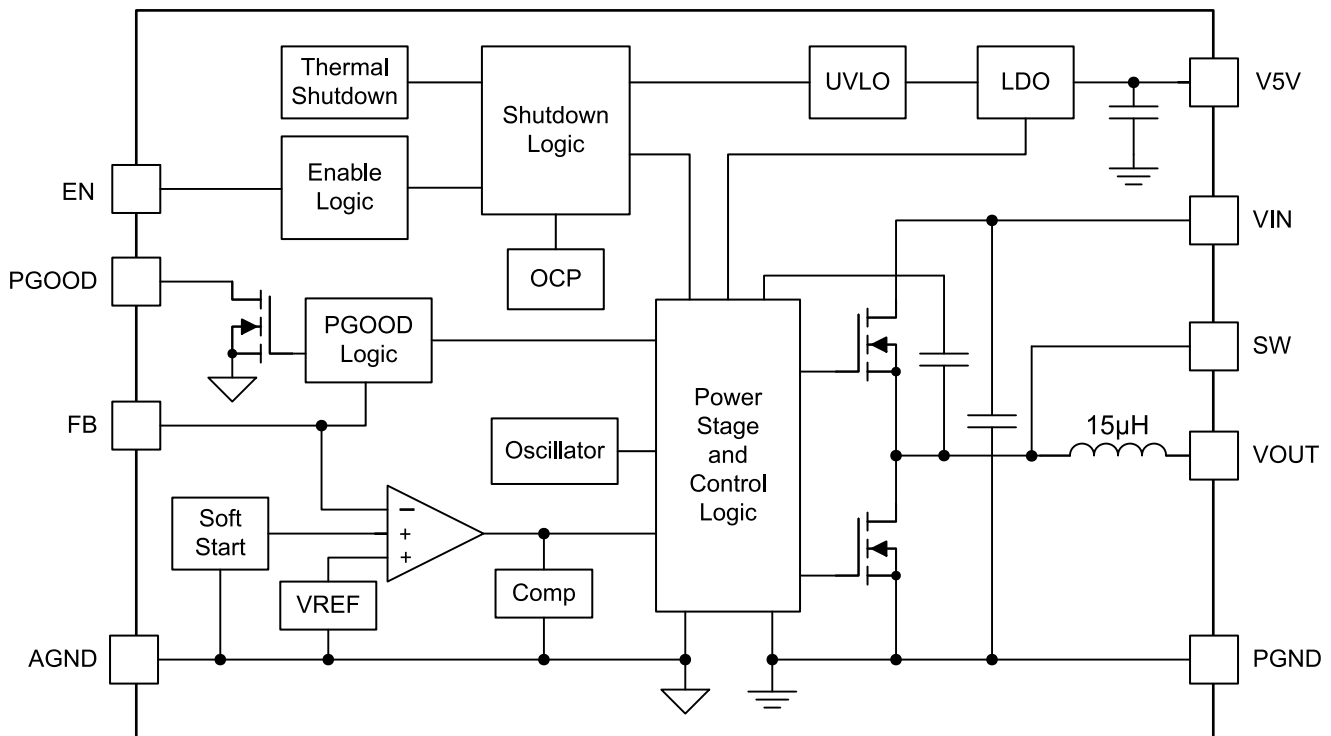 Thermal
Shutdown
Shutdown
Logic
UVLO
LDO
V5V
EN
Enable
Logic
VIN
PGOOD
OCP
PGOOD
Logic
SW
FB
Power
Stage
and
Control
Logic
15μH
VOUT
Oscillator
Soft
Start
−
+
+
VREF
Comp
AGND
PGND